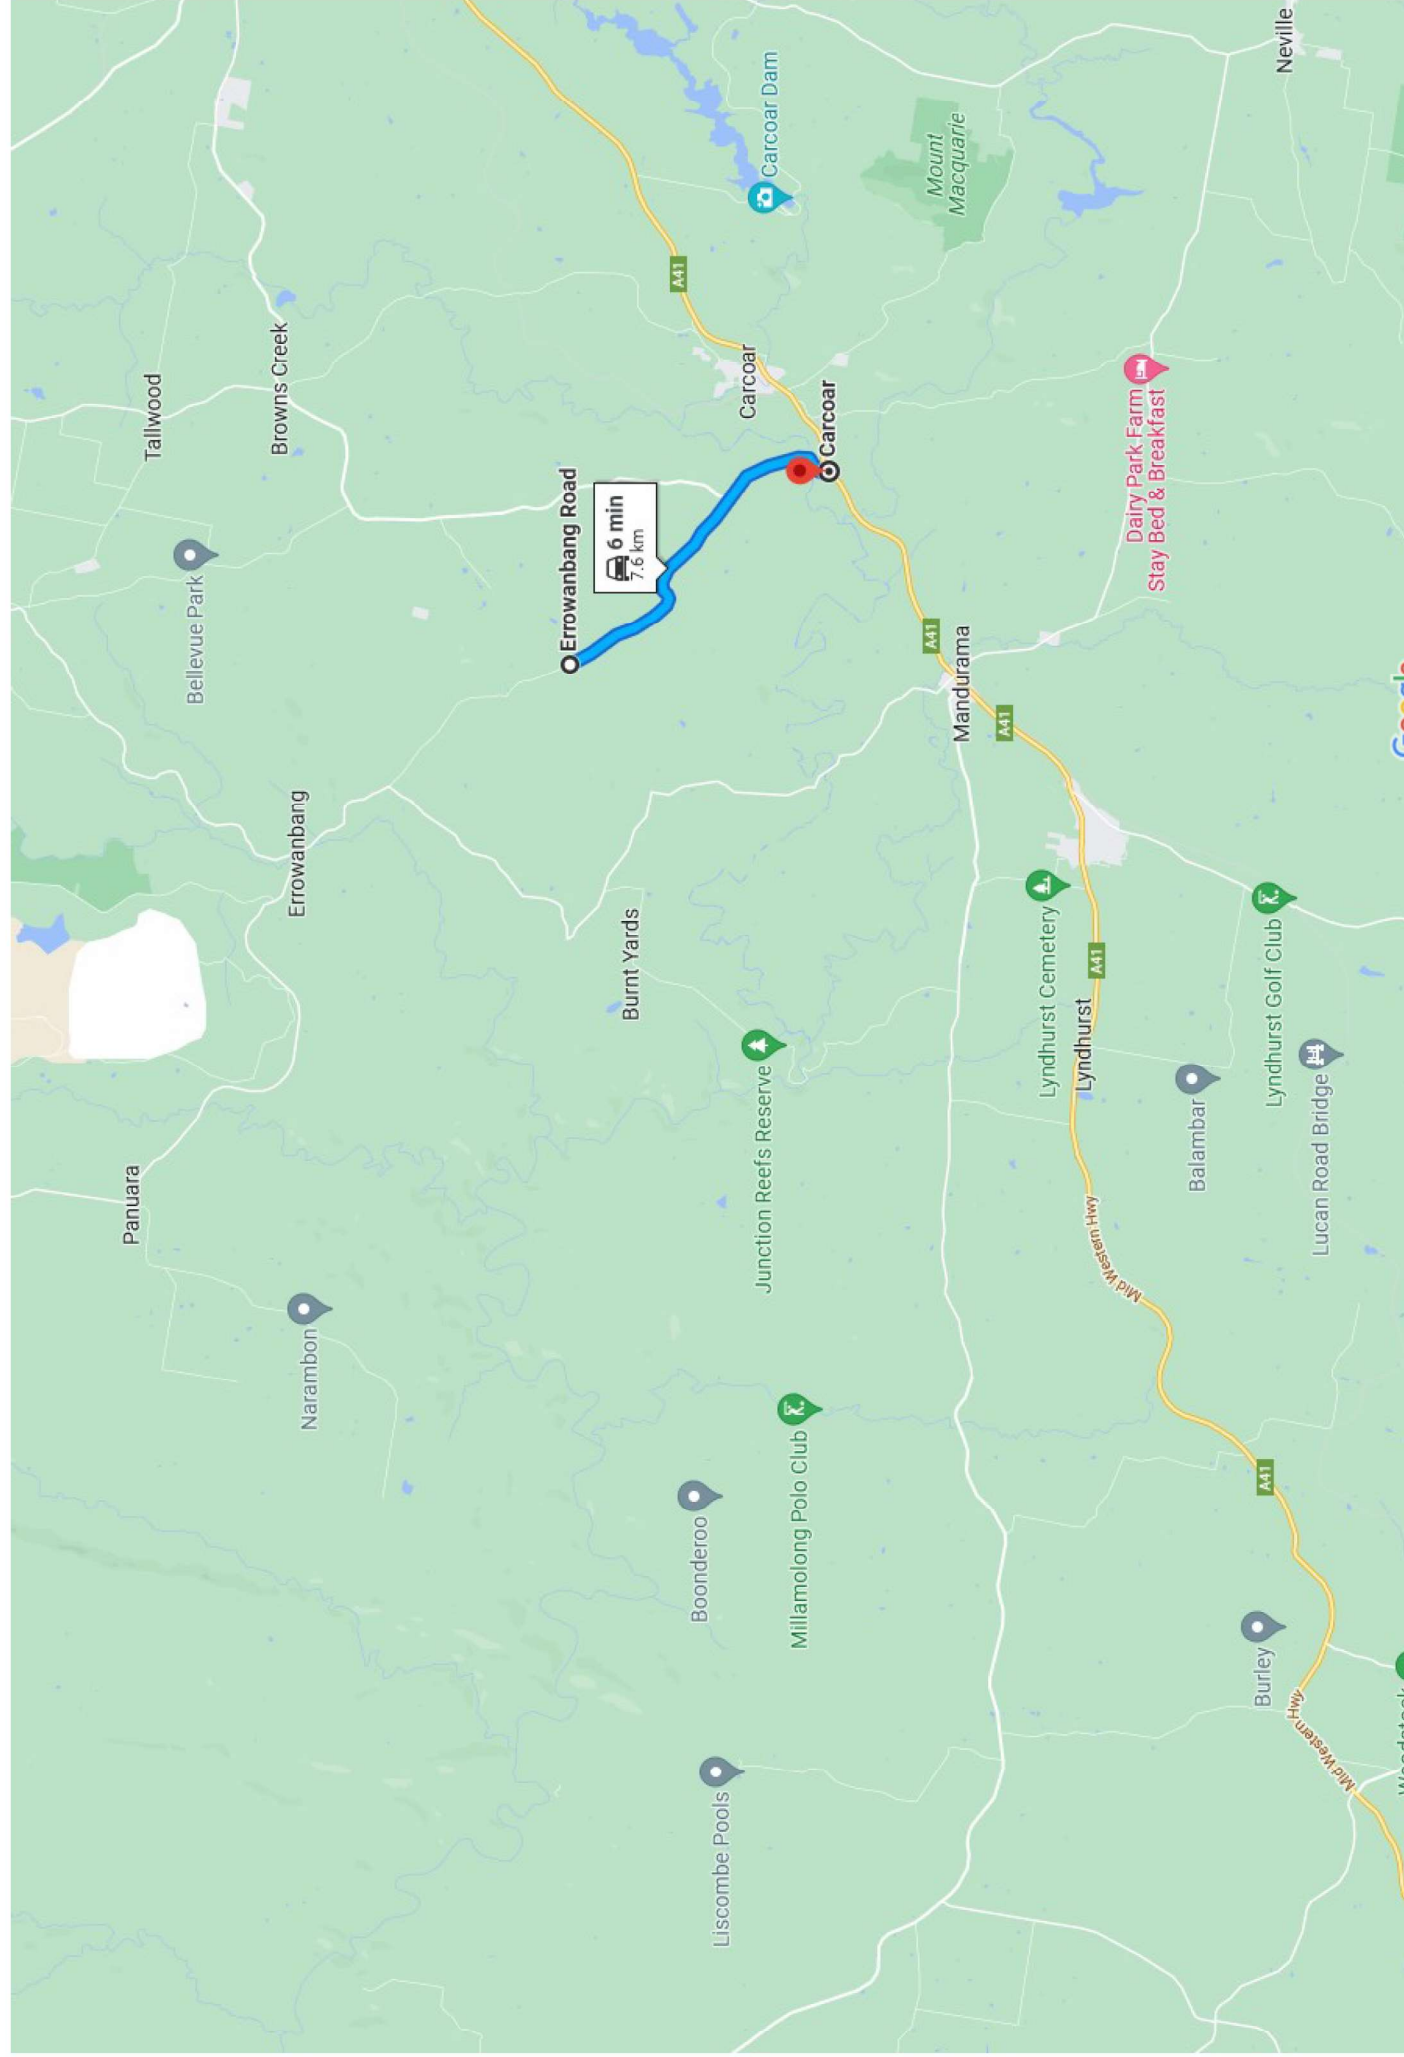 Neville
Carcoar Dam
Mount
Macquarie
A41
Tallwood
Browns Creek
Carcoar
Carcoar
Errowanbang Road
6 min
7.6 km
Bellevue Park
Dairy Park Farm
Stay Bed & Breakfast
A41
Mandurama
A41
Google
Errowanbang
Burnt Yards
Lyndhurst Cemetery
A41
Lyndhurst
Lyndhurst Golf Club
Junction Reefs Reserve
Balambar
Lucan Road Bridge
Panuara
Narambon
Mid Western Hwy
Millamolong Polo Club
Boonderoo
A41
Burley
Mid Western Hwy
Liscombe Pools